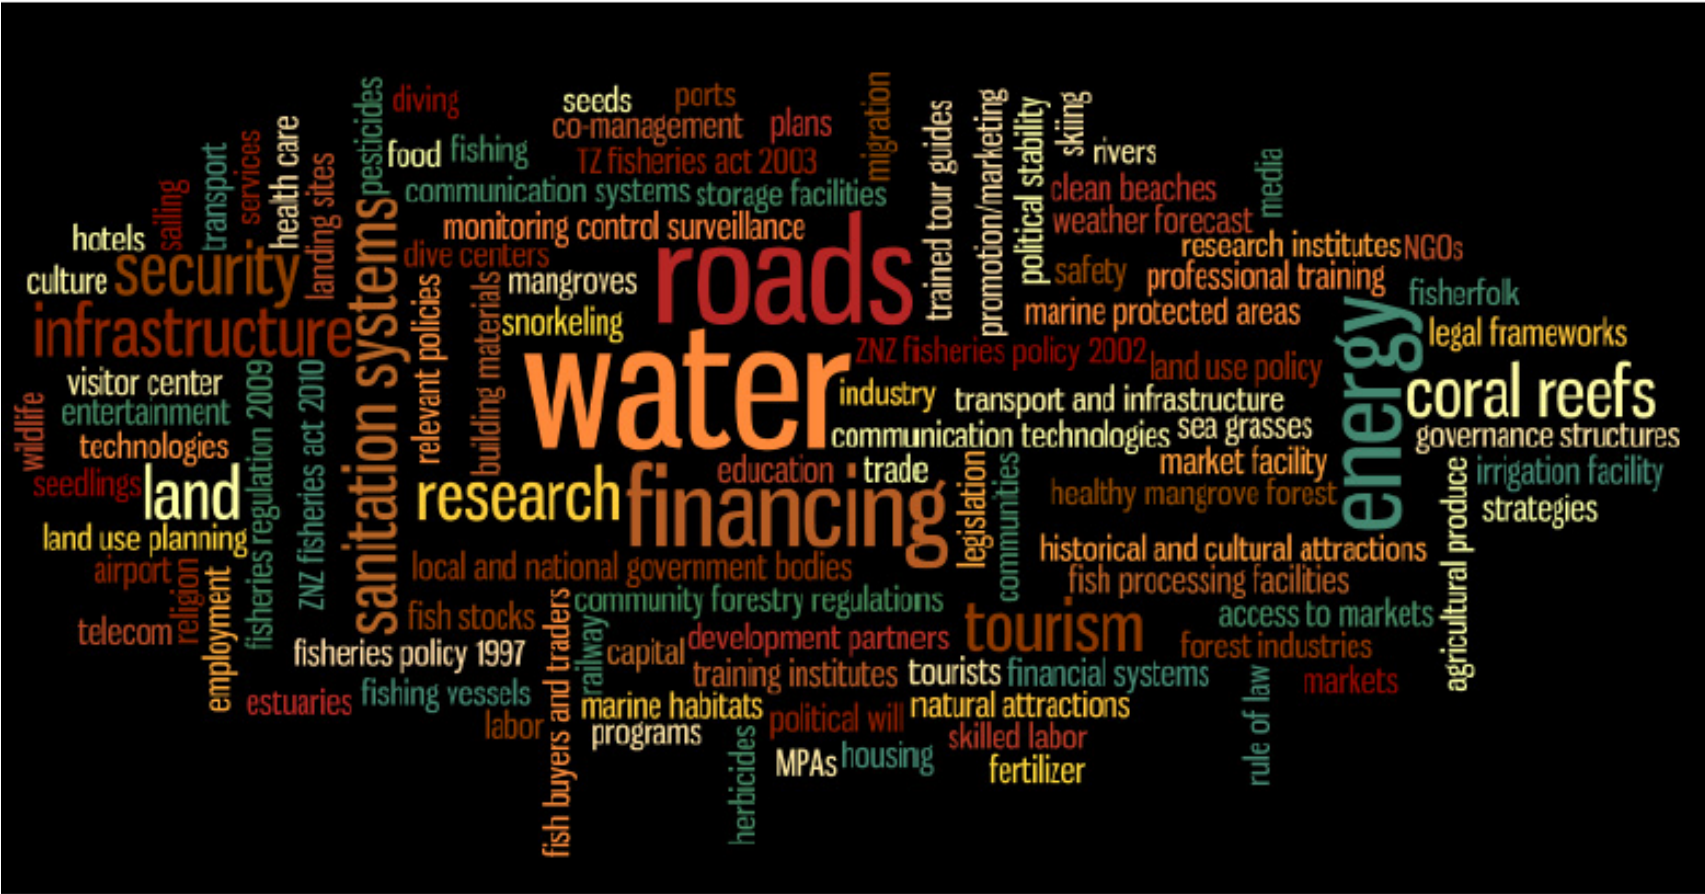 diving
seeds
ports
co-management
plans
migration
pesticides
food
fishing
TZ fisheries act 2003
communication systems
storage facilities
monitoring control surveillance
dive centers
mangroves
snorkeling
roads
trained tour guides
promotion/marketing
political stability
skiing
rivers
clean beaches
weather forecast
media
research institutes
NGOs
safety
professional training
marine protected areas
hotels
sailing
transport
services
health care
landing sites
culture
security
infrastructure
sanitation systems
relevant policies
building materials
water
ZNZ fisheries policy 2002
land use policy
energy
fisherfolk
legal frameworks
coral reefs
governance structures
industry
transport and infrastructure
communication technologies
sea grasses
visitor center
entertainment
wildlife
technologies
seedlings
land
fisheries regulation 2009
ZNZ fisheries act 2010
research
education
trade
financing
legislation
communities
market facility
healthy mangrove forest
irrigation facility
strategies
agricultural produce
land use planning
airport
religion
employment
telecom
local and national government bodies
historical and cultural attractions
fish processing facilities
fish stocks
community forestry regulations
tourism
access to markets
forest industries
fisheries policy 1997
fish buyers and traders
railway
capital
development partners
training institutes
tourists
financial systems
markets
rule of law
estuaries
fishing vessels
labor
marine habitats
political will
natural attractions
programs
herbicides
MPAs
housing
skilled labor
fertilizer